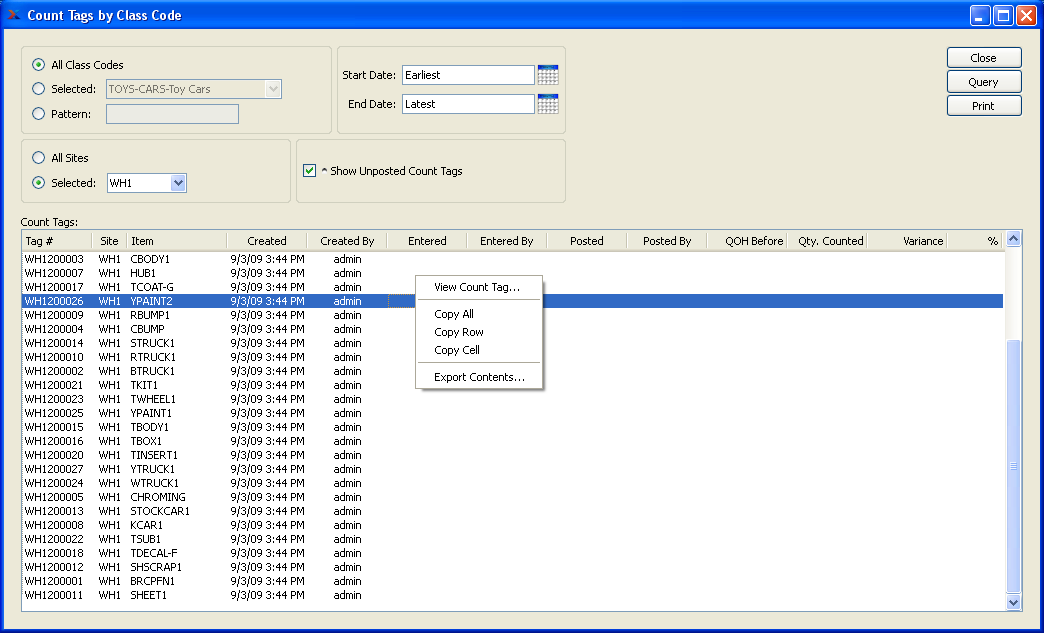 Count Tags by Class Code
All Class Codes
Selected: TOYS-CARS-Toy Cars
Pattern:
Start Date: Earliest
End Date: Latest
Close
Query
Print
All Sites
Selected: WH1
^ Show Unposted Count Tags
Count Tags:
Tag # Site Item Created Created By Entered Entered By Posted Posted By QOH Before Qty. Counted Variance %
WH1200003 WH1 CBODY1 9/3/09 3:44 PM admin
WH1200007 WH1 HUB1 9/3/09 3:44 PM admin
WH1200017 WH1 TCOAT-G 9/3/09 3:44 PM admin
WH1200026 WH1 YPAINT2 9/3/09 3:44 PM admin
WH1200009 WH1 RBUMP1 9/3/09 3:44 PM admin
WH1200004 WH1 CBUMP 9/3/09 3:44 PM admin
WH1200014 WH1 STRUCK1 9/3/09 3:44 PM admin
WH1200010 WH1 RTRUCK1 9/3/09 3:44 PM admin
WH1200002 WH1 BTRUCK1 9/3/09 3:44 PM admin
WH1200021 WH1 TKIT1 9/3/09 3:44 PM admin
WH1200023 WH1 TWHEEL1 9/3/09 3:44 PM admin
WH1200025 WH1 YPAINT1 9/3/09 3:44 PM admin
WH1200015 WH1 TBODY1 9/3/09 3:44 PM admin
WH1200016 WH1 TBOX1 9/3/09 3:44 PM admin
WH1200020 WH1 TINSERT1 9/3/09 3:44 PM admin
WH1200027 WH1 YTRUCK1 9/3/09 3:44 PM admin
WH1200024 WH1 WTRUCK1 9/3/09 3:44 PM admin
WH1200005 WH1 CHROMING 9/3/09 3:44 PM admin
WH1200013 WH1 STOCKCAR1 9/3/09 3:44 PM admin
WH1200008 WH1 KCAR1 9/3/09 3:44 PM admin
WH1200022 WH1 TSUB1 9/3/09 3:44 PM admin
WH1200018 WH1 TDECAL-F 9/3/09 3:44 PM admin
WH1200012 WH1 SHSCRAP1 9/3/09 3:44 PM admin
WH1200001 WH1 BRCPFN1 9/3/09 3:44 PM admin
WH1200011 WH1 SHEET1 9/3/09 3:44 PM admin
View Count Tag...
Copy All
Copy Row
Copy Cell
Export Contents...